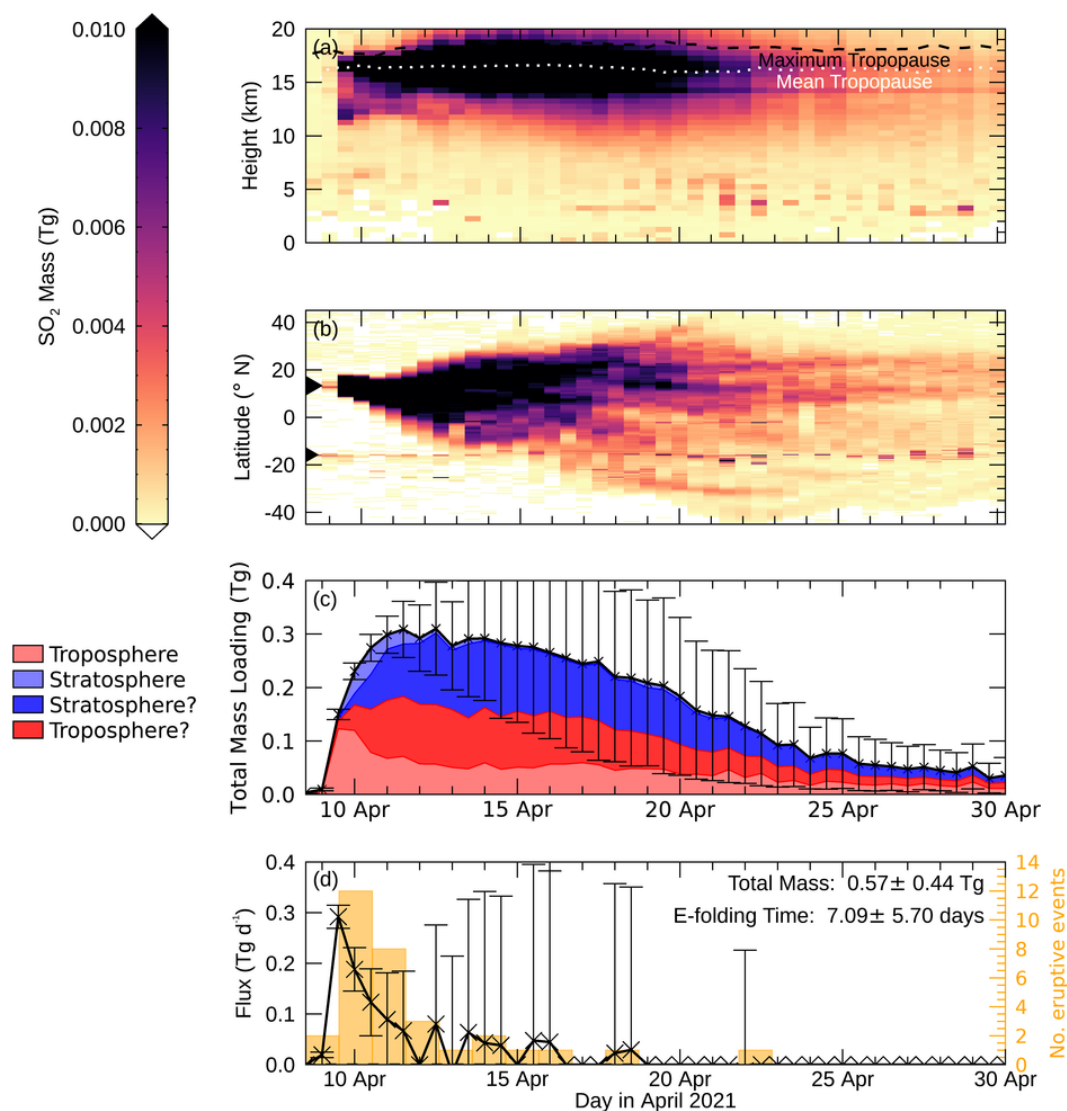 0.010
0.008
0.006
0.004
0.002
0.000
SO2 Mass (Tg)
(a)
Maximum Tropopause
Mean Tropopause
20
15
10
5
0
Height (km)
(b)
40
20
0
-20
-40
Latitude (° N)
(c)
0.4
0.3
0.2
0.1
0.0
Total Mass Loading (Tg)
10 Apr 15 Apr 20 Apr 25 Apr 30 Apr
Troposphere
Stratosphere
Stratosphere?
Troposphere?
(d)
Total Mass: 0.57± 0.44 Tg
E-folding Time: 7.09± 5.70 days
0.4
0.3
0.2
0.1
0.0
Flux (Tg d-1)
14
12
10
8
6
4
2
0
No. eruptive events
10 Apr 15 Apr 20 Apr 25 Apr 30 Apr
Day in April 2021